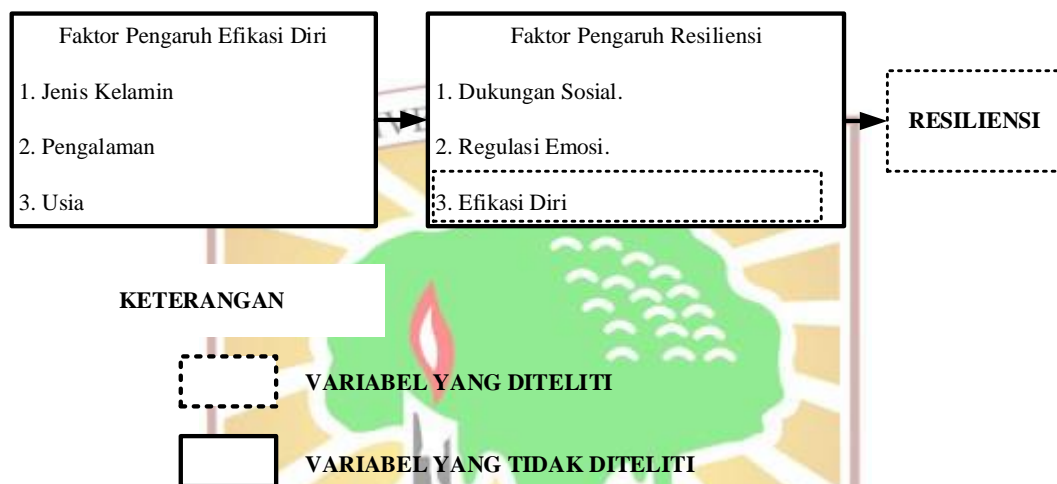 Faktor Pengaruh Efikasi Diri
1. Jenis Kelamin
2. Pengalaman
3. Usia
Faktor Pengaruh Resiliensi
1. Dukungan Sosial.
2. Regulasi Emosi.
3. Efikasi Diri
RESILIENSI
KETERANGAN
VARIABEL YANG DITELITI
VARIABEL YANG TIDAK DITELITI